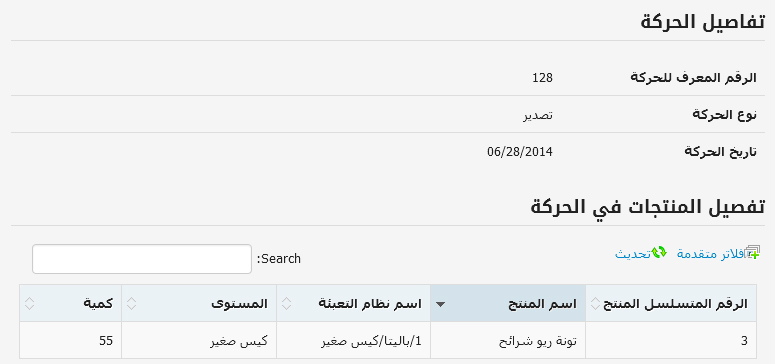 تفاصيل الحركة
الرقم المعرف للحركة 128
نوع الحركة تصدير
تاريخ الحركة 06/28/2014
تفصيل المنتجات في الحركة
فلاتر متقدمة تحديث
Search:
الرقم المتسلسل المنتج اسم المنتج اسم نظام التعبئة المستوى كمية
3 تونة ريو شرائح 1/باليتا/كيس صغير كيس صغير 55